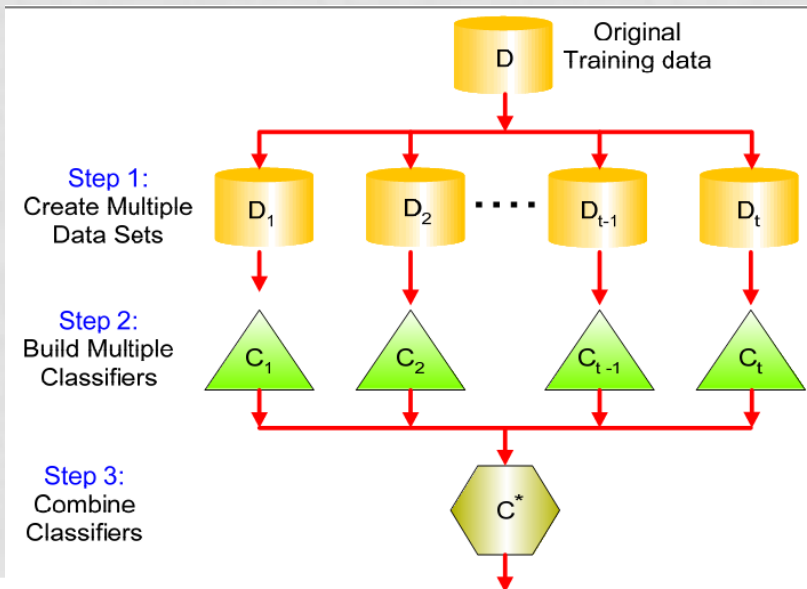 D
Original
Training data
Step 1:
Create Multiple
Data Sets
D1
D2
....
Dt-1
Dt
Step 2:
Build Multiple
Classifiers
C1
C2
Ct-1
Ct
Step 3:
Combine
Classifiers
C*